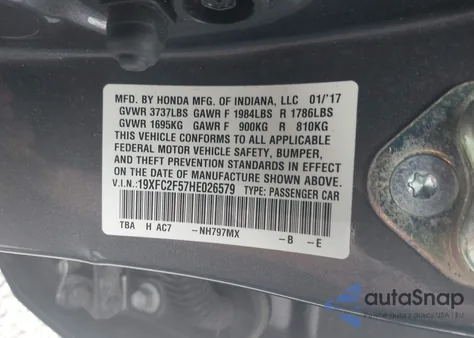 MFD. BY HONDA MFG. OF INDIANA, LLC 01/'17
GVWR 3737LBS GAWR F 1984LBS R 1786LBS
GVWR 1695KG GAWR F 900KG R 810KG
THIS VEHICLE CONFORMS TO ALL APPLICABLE
FEDERAL MOTOR VEHICLE SAFETY, BUMPER,
AND THEFT PREVENTION STANDARDS IN EFFECT
ON THE DATE OF MANUFACTURE SHOWN ABOVE.
V.I.N.: 19XFC2F57HE026579 TYPE: PASSENGER CAR
TBA H AC7 -NH797MX -B -E
autoSnap